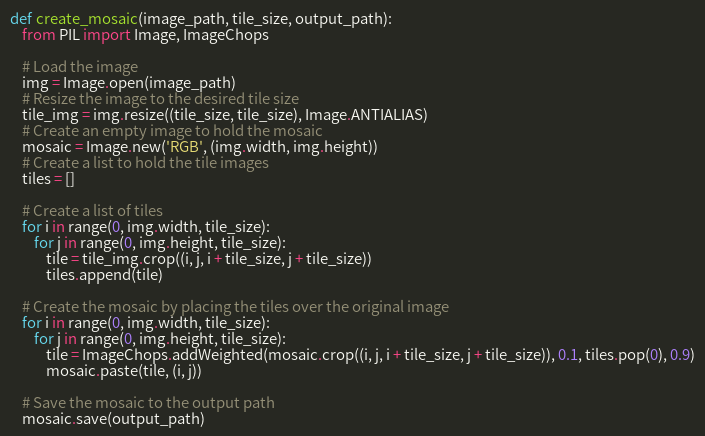 def create_mosaic(image_path, tile_size, output_path):
    from PIL import Image, ImageChops

    # Load the image
    img = Image.open(image_path)
    # Resize the image to the desired tile size
    tile_img = img.resize((tile_size, tile_size), Image.ANTIALIAS)
    # Create an empty image to hold the mosaic
    mosaic = Image.new('RGB', (img.width, img.height))
    # Create a list to hold the tile images
    tiles = []

    # Create a list of tiles
    for i in range(0, img.width, tile_size):
        for j in range(0, img.height, tile_size):
            tile = tile_img.crop((i, j, i + tile_size, j + tile_size))
            tiles.append(tile)

    # Create the mosaic by placing the tiles over the original image
    for i in range(0, img.width, tile_size):
        for j in range(0, img.height, tile_size):
            tile = ImageChops.addWeighted(mosaic.crop((i, j, i + tile_size, j + tile_size)), 0.1, tiles.pop(0), 0.9)
            mosaic.paste(tile, (i, j))

    # Save the mosaic to the output path
    mosaic.save(output_path)